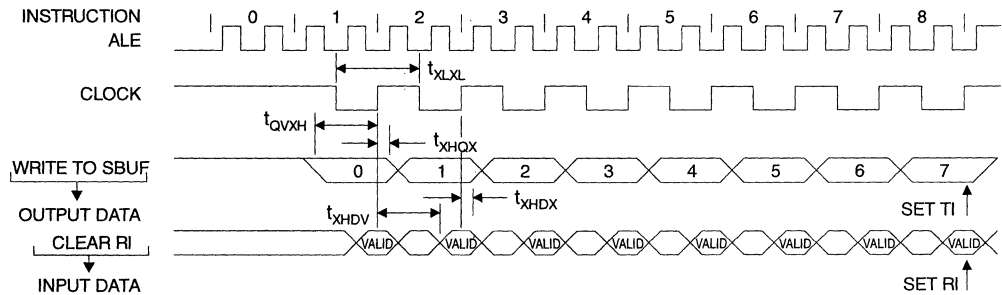 INSTRUCTION 0 1 2 3 4 5 6 7 8
ALE
tXLXL
CLOCK
tQVXH
tXHQX
WRITE TO SBUF 0 1 2 3 4 5 6 7
tXHDX
OUTPUT DATA SET TI
tXHDV
CLEAR RI VALID VALID VALID VALID VALID VALID VALID VALID
INPUT DATA SET RI